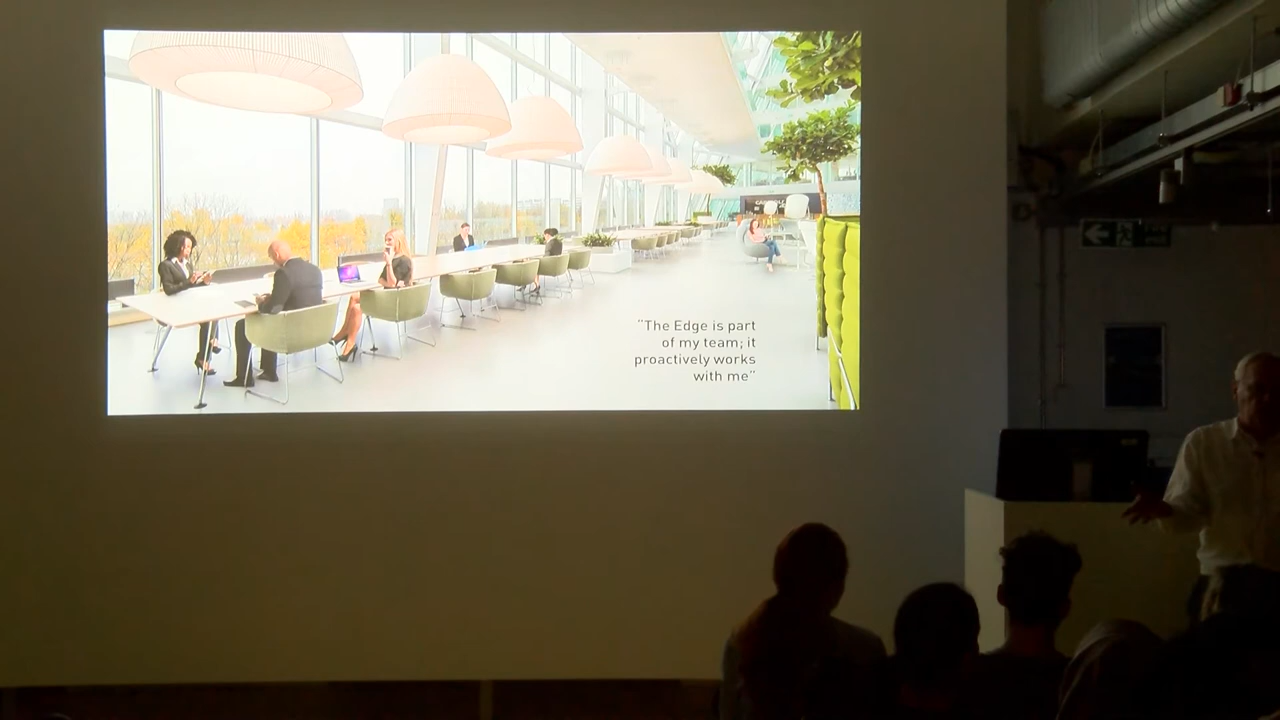 "The Edge is part
of my team; it
proactively works
with me"